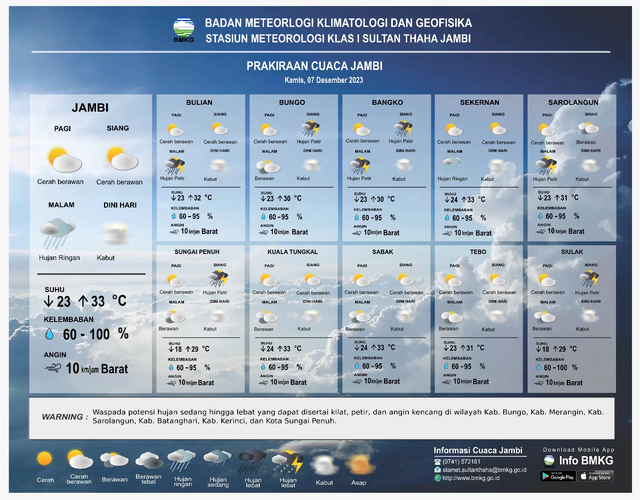 BADAN METEORLOGI KLIMATOLOGI DAN GEOFISIKA
STASIUN METEOROLOGI KLAS I SULTAN THAHA JAMBI
BMKG
PRAKIRAAN CUACA JAMBI
Kamis, 07 Desember 2023
JAMBI
PAGI SIANG
Cerah berawan Cerah berawan
MALAM DINI HARI
Hujan Ringan Kabut
SUHU
↓ 23 ↑ 33 °C
KELEMBABAN
60 - 100 %
ANGIN
10 km/jam Barat
BULIAN
PAGI SIANG
Cerah berawan Cerah berawan
MALAM DINI HARI
Hujan Petir Kabut
SUHU
↓ 23 ↑ 32 °C
KELEMBABAN
60 - 95 %
ANGIN
10 km/jam Barat
BUNGO
PAGI SIANG
Cerah berawan Hujan Petir
MALAM DINI HARI
Berawan Kabut
SUHU
↓ 23 ↑ 30 °C
KELEMBABAN
60 - 95 %
ANGIN
10 km/jam Barat
BANGKO
PAGI SIANG
Cerah berawan Hujan Petir
MALAM DINI HARI
Hujan Petir Kabut
SUHU
↓ 23 ↑ 30 °C
KELEMBABAN
60 - 95 %
ANGIN
10 km/jam Barat
SEKERNAN
PAGI SIANG
Cerah berawan Cerah berawan
MALAM DINI HARI
Hujan Ringan Kabut
SUHU
↓ 24 ↑ 33 °C
KELEMBABAN
60 - 95 %
ANGIN
10 km/jam Barat
SAROLANGUN
PAGI SIANG
Cerah berawan Berawan
MALAM DINI HARI
Hujan Petir Kabut
SUHU
↓ 23 ↑ 31 °C
KELEMBABAN
60 - 95 %
ANGIN
10 km/jam Barat
SUNGAI PENUH
PAGI SIANG
Cerah berawan Hujan Petir
MALAM DINI HARI
Berawan Kabut
SUHU
↓ 18 ↑ 29 °C
KELEMBABAN
60 - 95 %
ANGIN
10 km/jam Barat
KUALA TUNGKAL
PAGI SIANG
Cerah berawan Cerah berawan
MALAM DINI HARI
Berawan Kabut
SUHU
↓ 24 ↑ 33 °C
KELEMBABAN
60 - 95 %
ANGIN
10 km/jam Barat
SABAK
PAGI SIANG
Cerah berawan Cerah berawan
MALAM DINI HARI
Berawan Kabut
SUHU
↓ 24 ↑ 33 °C
KELEMBABAN
60 - 95 %
ANGIN
10 km/jam Barat
TEBO
PAGI SIANG
Cerah berawan Cerah berawan
MALAM DINI HARI
Berawan Kabut
SUHU
↓ 23 ↑ 31 °C
KELEMBABAN
60 - 95 %
ANGIN
10 km/jam Barat
SIULAK
PAGI SIANG
Cerah berawan Hujan Petir
MALAM DINI HARI
Berawan Kabut
SUHU
↓ 18 ↑ 29 °C
KELEMBABAN
60 - 100 %
ANGIN
10 km/jam Barat
WARNING : Waspada potensi hujan sedang hingga lebat yang dapat disertai kilat, petir, dan angin kencang di wilayah Kab. Bungo, Kab. Merangin, Kab.
Sarolangun, Kab. Batanghari, Kab. Kerinci, dan Kota Sungai Penuh.
Cerah
Cerah berawan
Berawan
Berawan tebal
Hujan ringan
Hujan sedang
Hujan lebat
Hujan lebat
Kabut
Asap
Informasi Cuaca Jambi
(0741) 572161
stamet.sultanthaha@bmkg.go.id
http://www.bmkg.go.id
Download Mobile App
Info BMKG
Google Play App Store